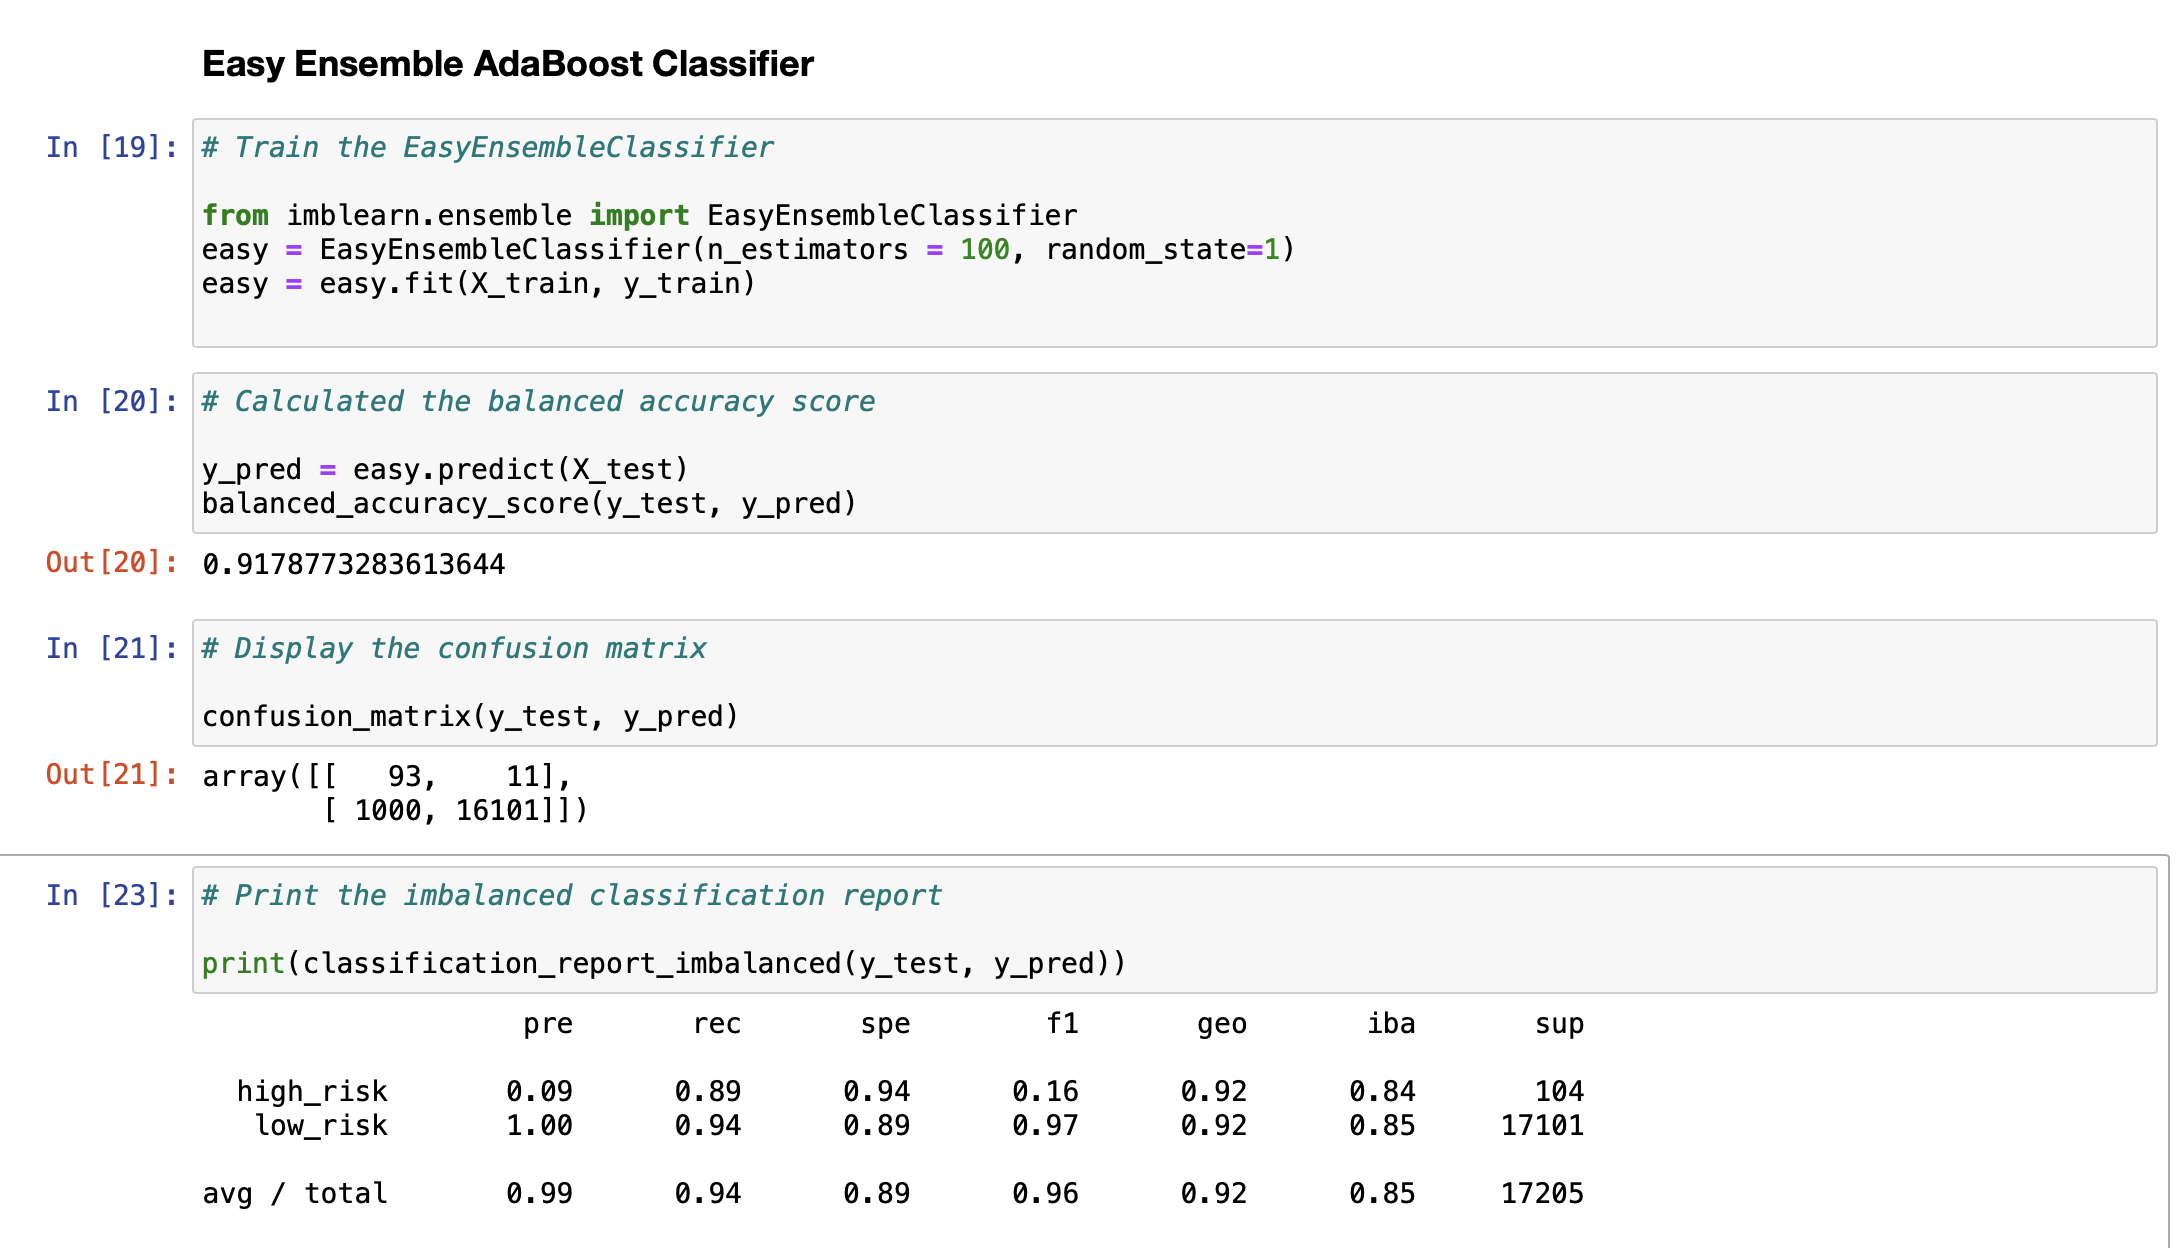 Easy Ensemble AdaBoost Classifier
In [19]: # Train the EasyEnsembleClassifier
from imblearn.ensemble import EasyEnsembleClassifier
easy = EasyEnsembleClassifier(n_estimators = 100, random_state=1)
easy = easy.fit(X_train, y_train)
In [20]: # Calculated the balanced accuracy score
y_pred = easy.predict(X_test)
balanced_accuracy_score(y_test, y_pred)
Out[20]: 0.9178773283613644
In [21]: # Display the confusion matrix
confusion_matrix(y_test, y_pred)
Out[21]: array([[   93,    11],
       [ 1000, 16101]])
In [23]: # Print the imbalanced classification report
print(classification_report_imbalanced(y_test, y_pred))
pre rec spe f1 geo iba sup
high_risk 0.09 0.89 0.94 0.16 0.92 0.84 104
low_risk 1.00 0.94 0.89 0.97 0.92 0.85 17101
avg / total 0.99 0.94 0.89 0.96 0.92 0.85 17205